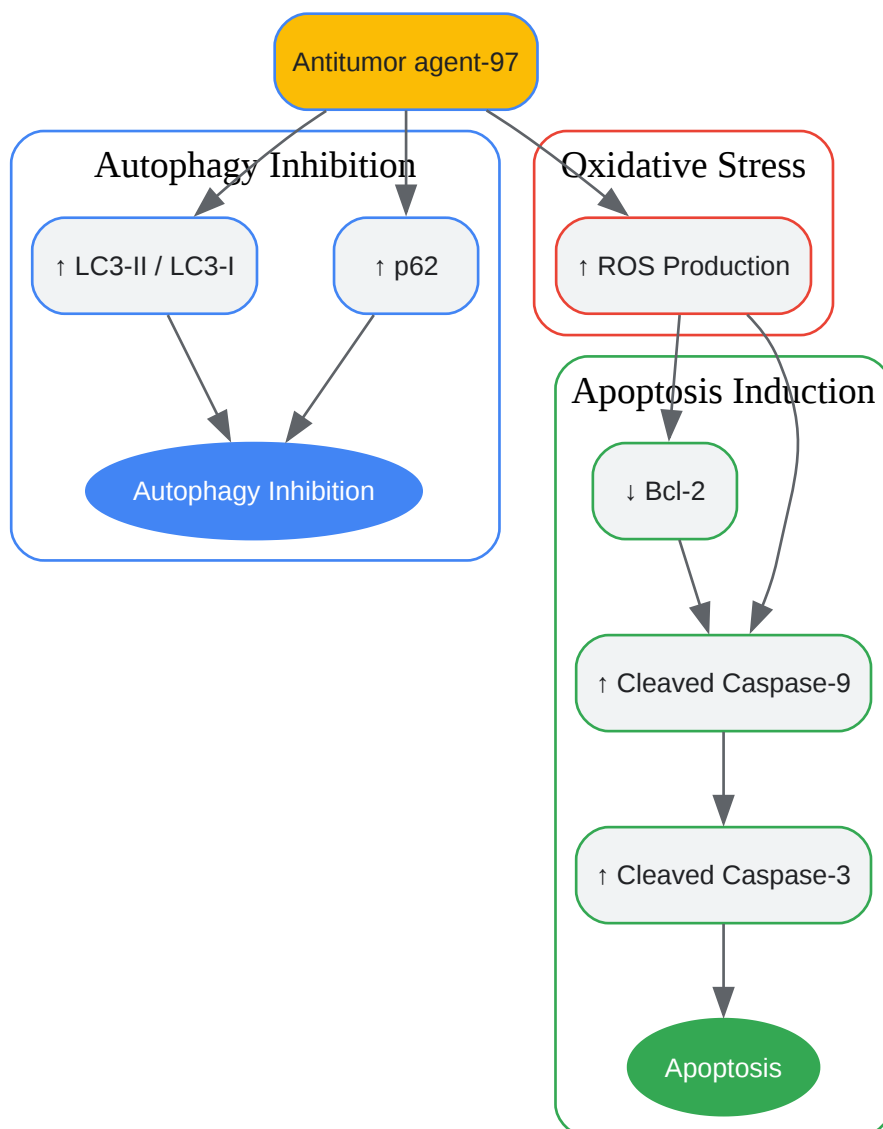 Antitumor agent-97
Autophagy Inhibition
Oxidative Stress
↑ LC3-II / LC3-I
↑ p62
↑ ROS Production
Apoptosis Induction
Autophagy Inhibition
↓ Bcl-2
↑ Cleaved Caspase-9
↑ Cleaved Caspase-3
Apoptosis